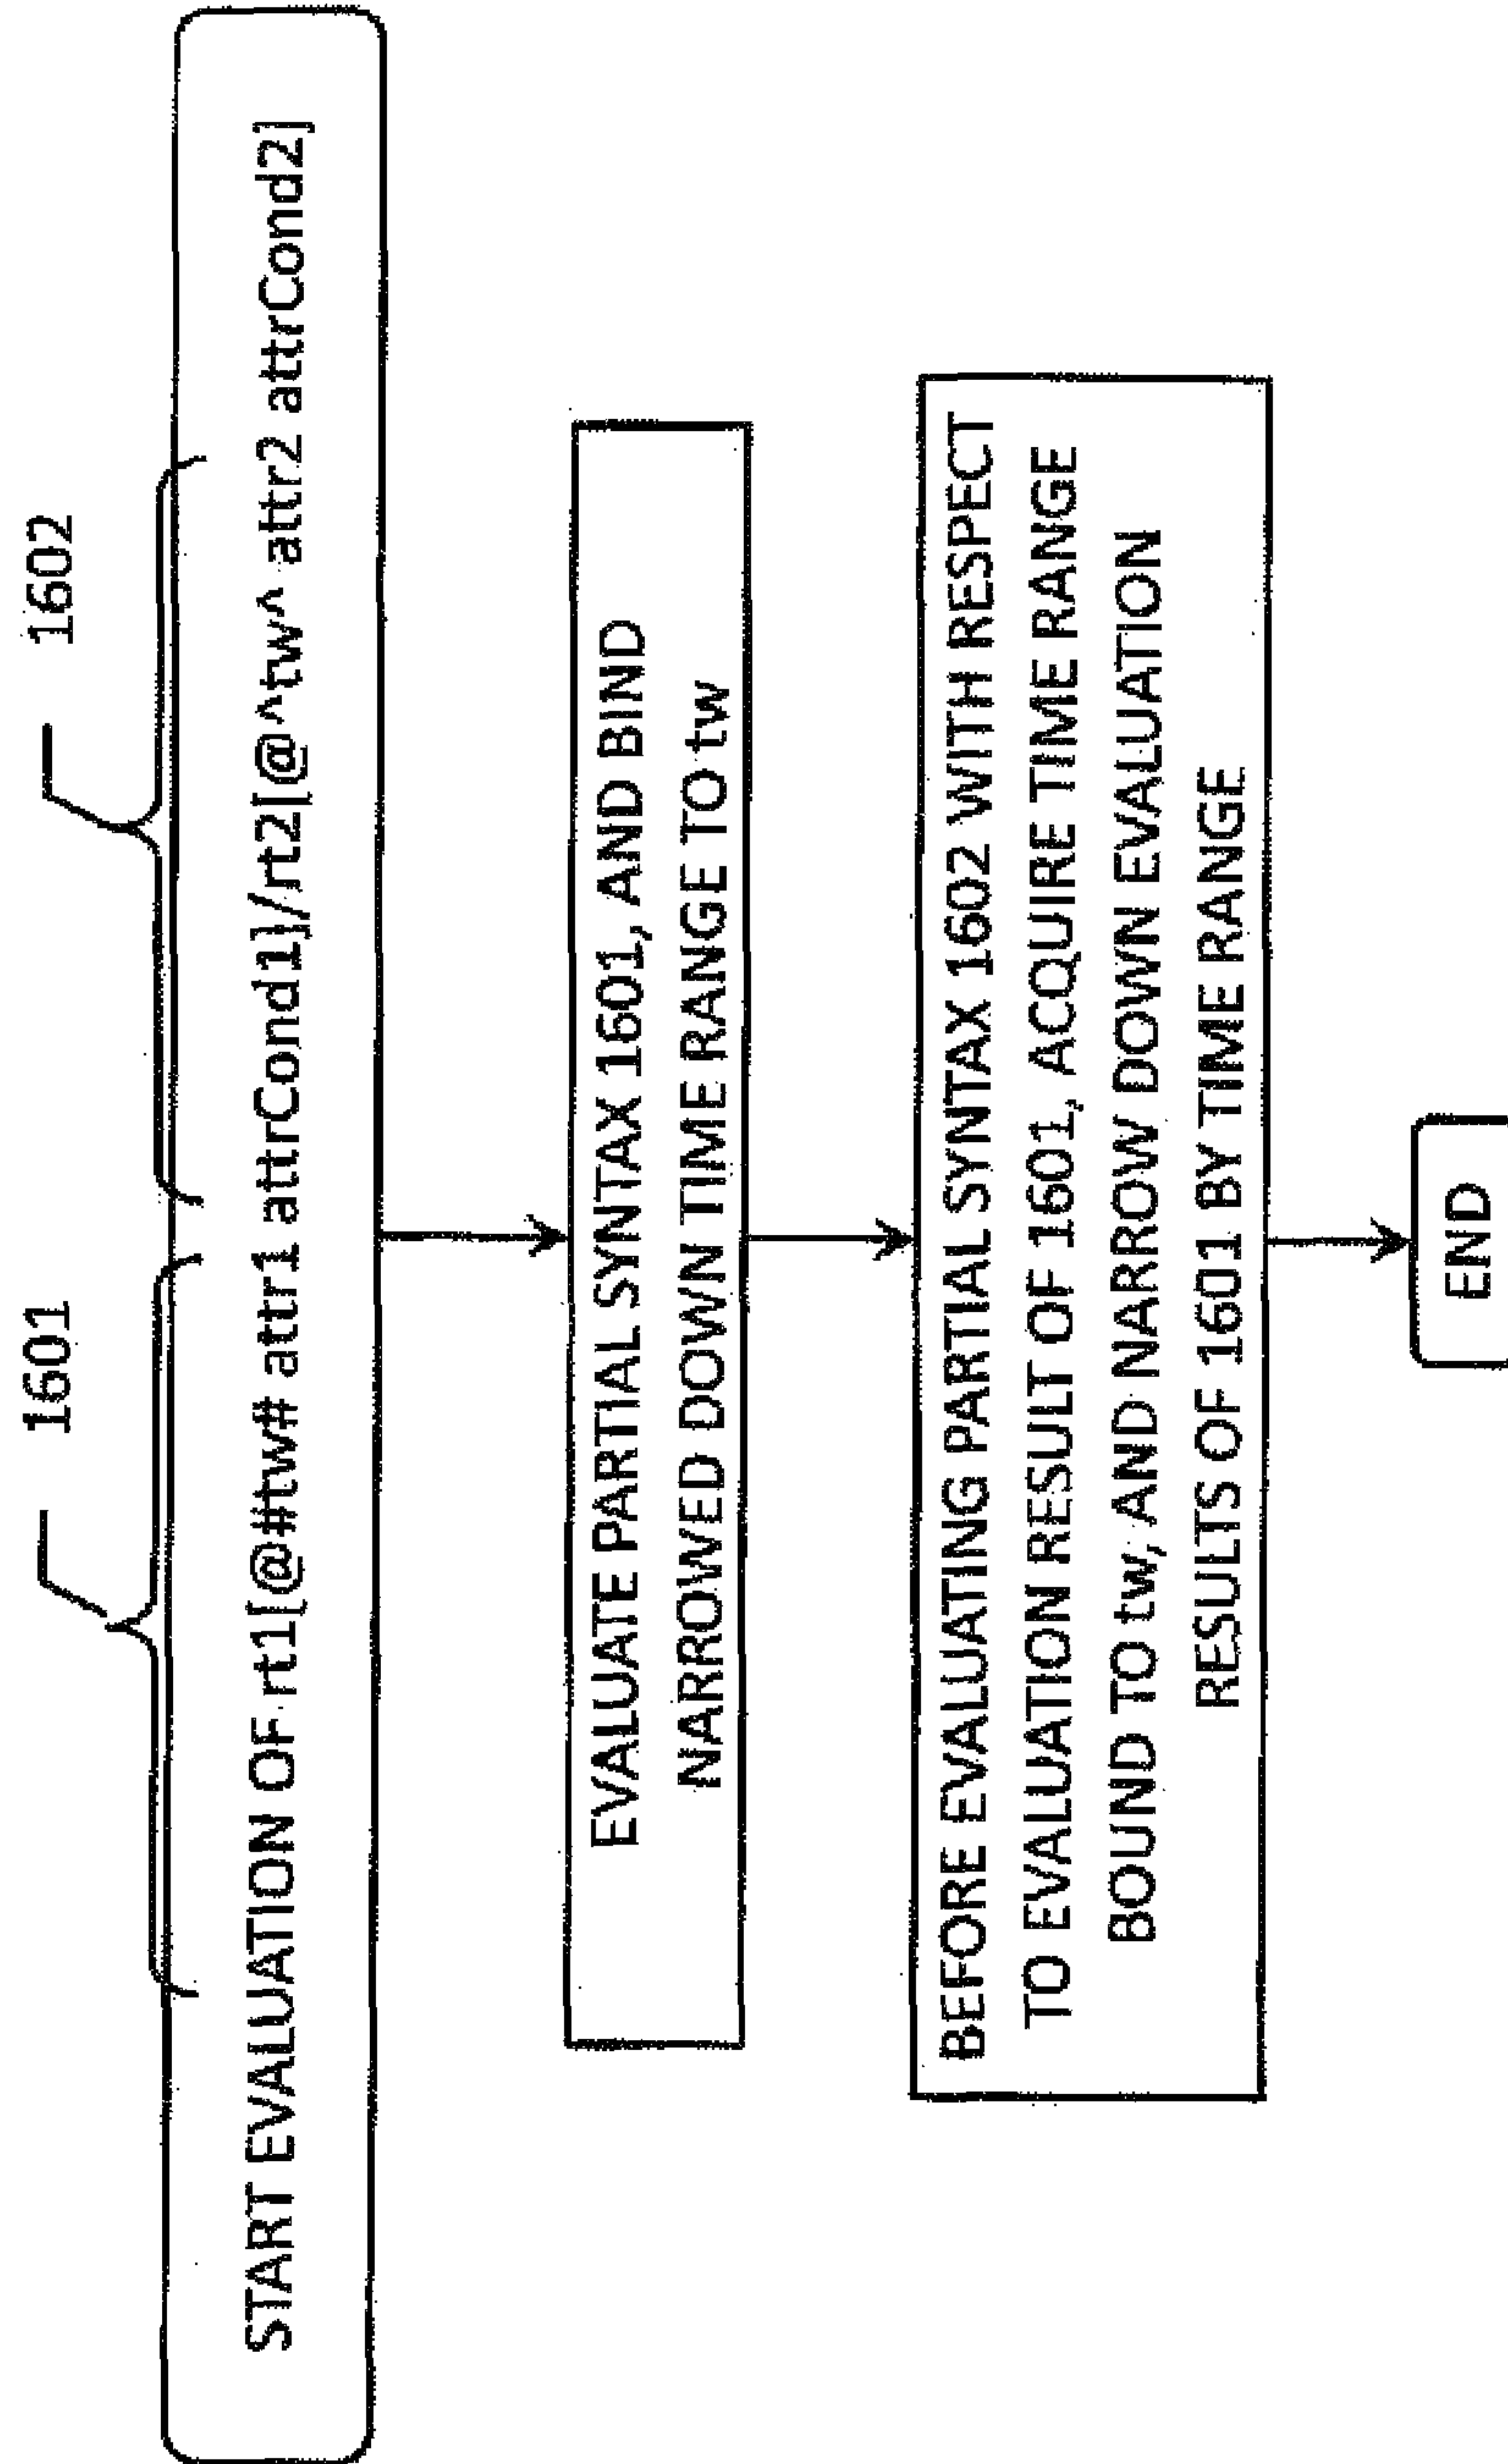 1601
1602
START EVALUATION OF rt1[@#tw# attr1 attrCond1]/rt2[@^tw^ attr2 attrCond2]
EVALUATE PARTIAL SYNTAX 1601, AND BIND
NARROWED DOWN TIME RANGE TO tw
BEFORE EVALUATING PARTIAL SYNTAX 1602 WITH RESPECT
TO EVALUATION RESULT OF 1601, ACQUIRE TIME RANGE
BOUND TO tw, AND NARROW DOWN EVALUATION
RESULTS OF 1601 BY TIME RANGE
END